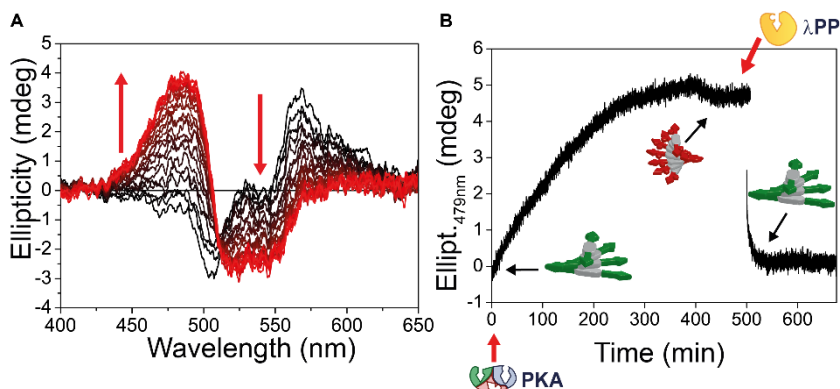 A
Ellipticity (mdeg)
5
4
3
2
1
0
-1
-2
-3
-4
400 450 500 550 600 650
Wavelength (nm)
B
λPP
Ellipt.479nm (mdeg)
6
5
4
3
2
1
0
-1
0 100 200 300 400 500 600
Time (min)
PKA